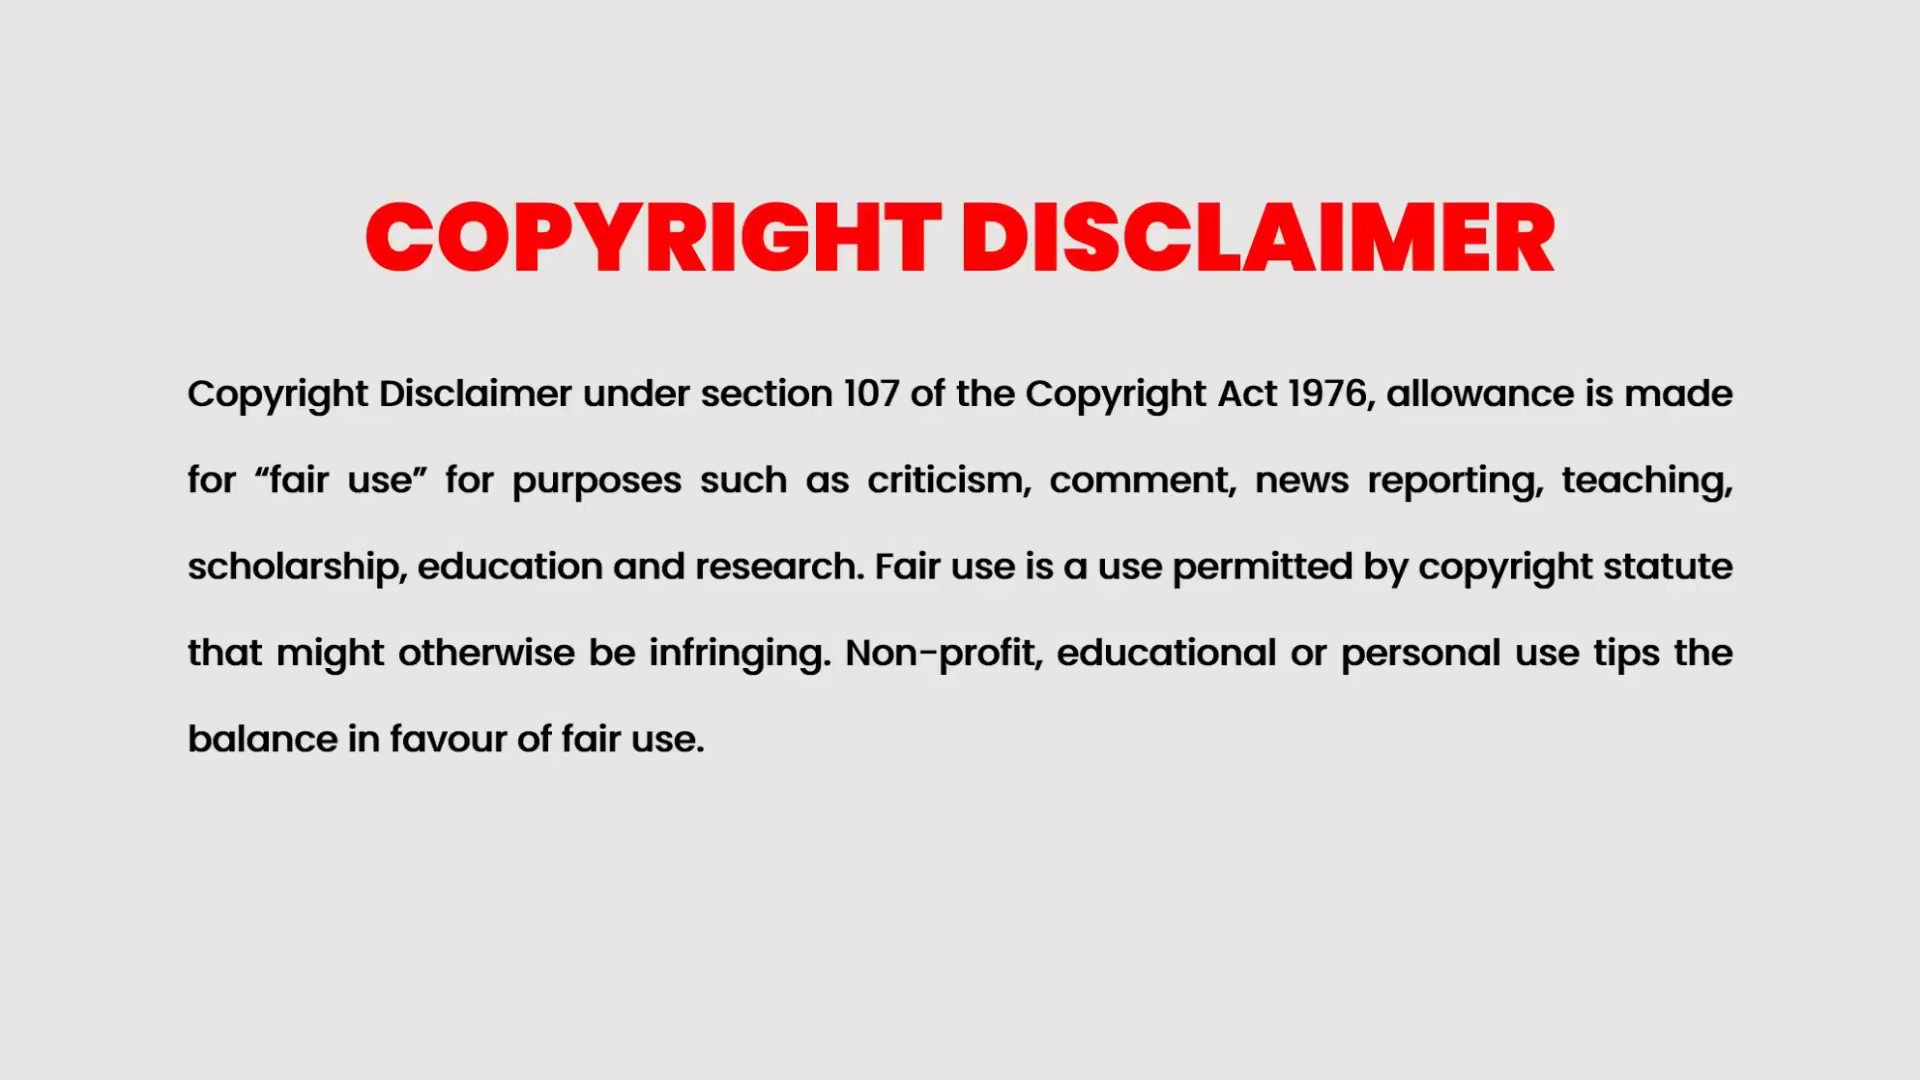 COPYRIGHT DISCLAIMER
Copyright Disclaimer under section 107 of the Copyright Act 1976, allowance is made
for “fair use” for purposes such as criticism, comment, news reporting, teaching,
scholarship, education and research. Fair use is a use permitted by copyright statute
that might otherwise be infringing. Non-profit, educational or personal use tips the
balance in favour of fair use.